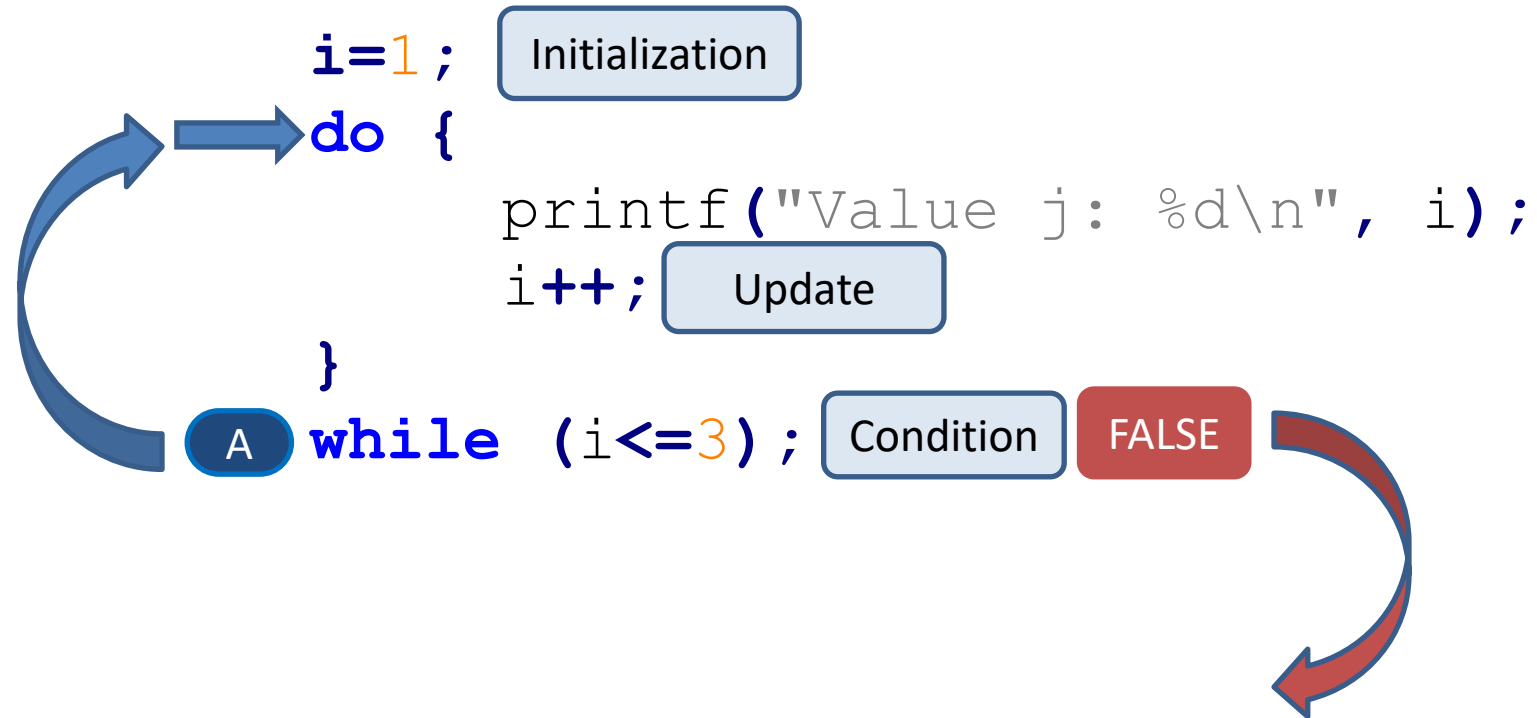 i=1; Initialization
do {
printf("Value j: %d\n", i);
i++; Update
}
A while (i<=3); Condition FALSE